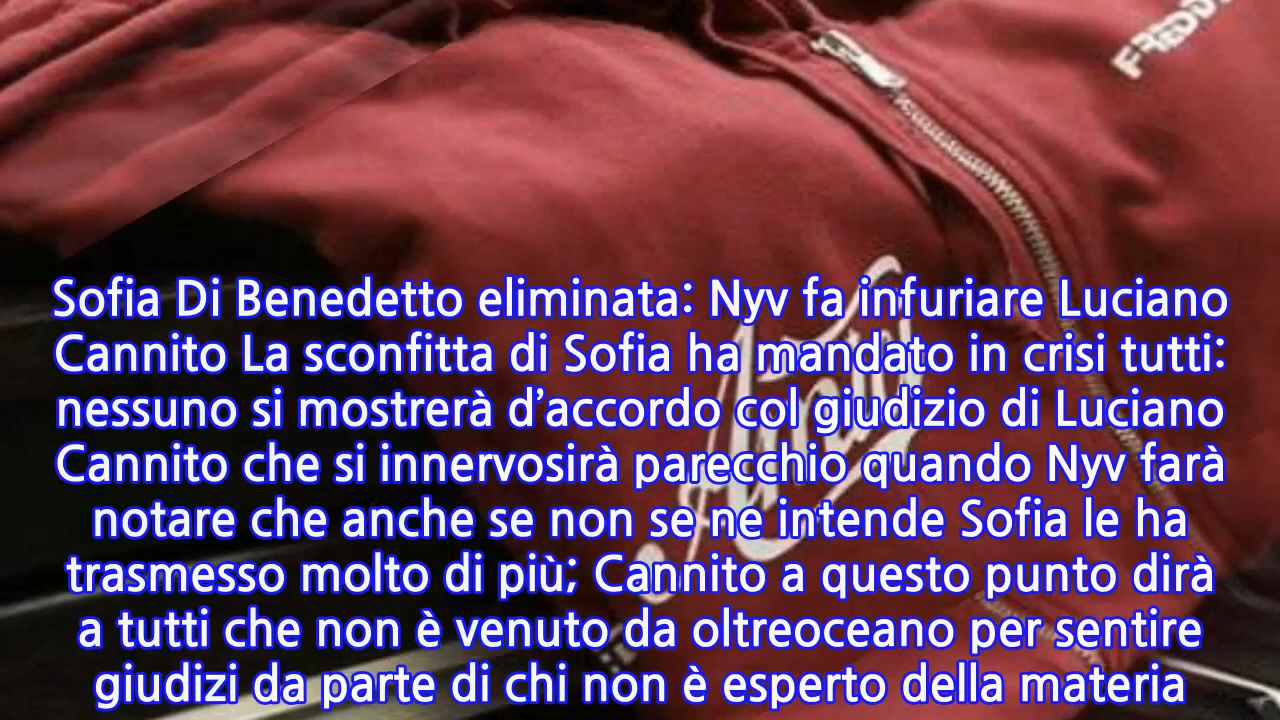 FREDDY
Sofia Di Benedetto eliminata: Nyv fa infuriare Luciano
Cannito La sconfitta di Sofia ha mandato in crisi tutti:
nessuno si mostrerà d’accordo col giudizio di Luciano
Cannito che si innervosirà parecchio quando Nyv farà
notare che anche se non se ne intende Sofia le ha
trasmesso molto di più; Cannito a questo punto dirà
a tutti che non è venuto da oltreoceano per sentire
giudizi da parte di chi non è esperto della materia